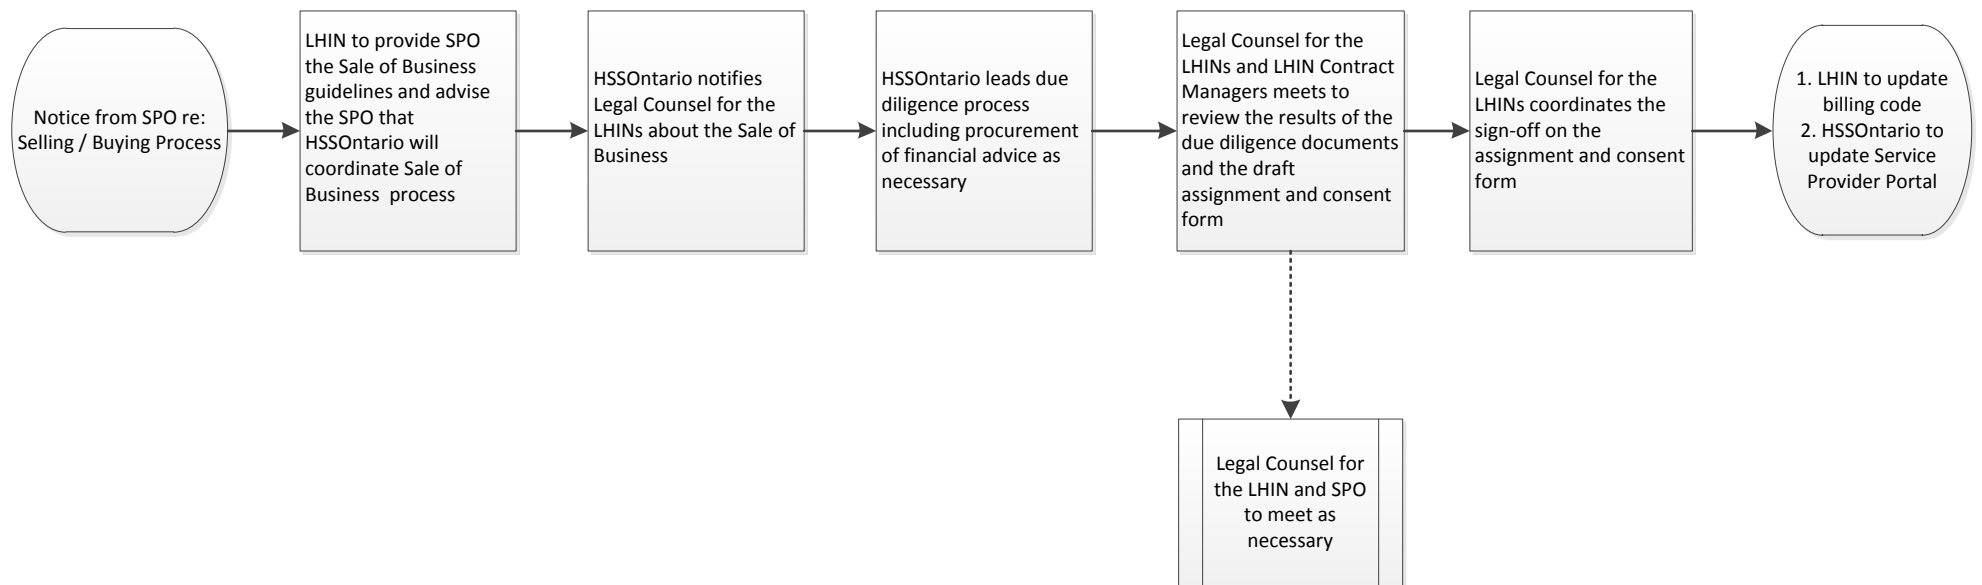 Notice from SPO re:
Selling / Buying Process
LHIN to provide SPO
the Sale of Business
guidelines and advise
the SPO that
HSSOntario will
coordinate Sale of
Business  process
HSSOntario notifies
Legal Counsel for the
LHINs about the Sale of
Business
HSSOntario leads due
diligence process
including procurement
of financial advice as
necessary
Legal Counsel for the
LHINs and LHIN Contract
Managers meets to
review the results of the
due diligence documents
and the draft
assignment and consent
form
Legal Counsel for the
LHINs coordinates the
sign-off on the
assignment and consent
form
1. LHIN to update
billing code
2. HSSOntario to
update Service
Provider Portal
Legal Counsel for
the LHIN and SPO
to meet as
necessary